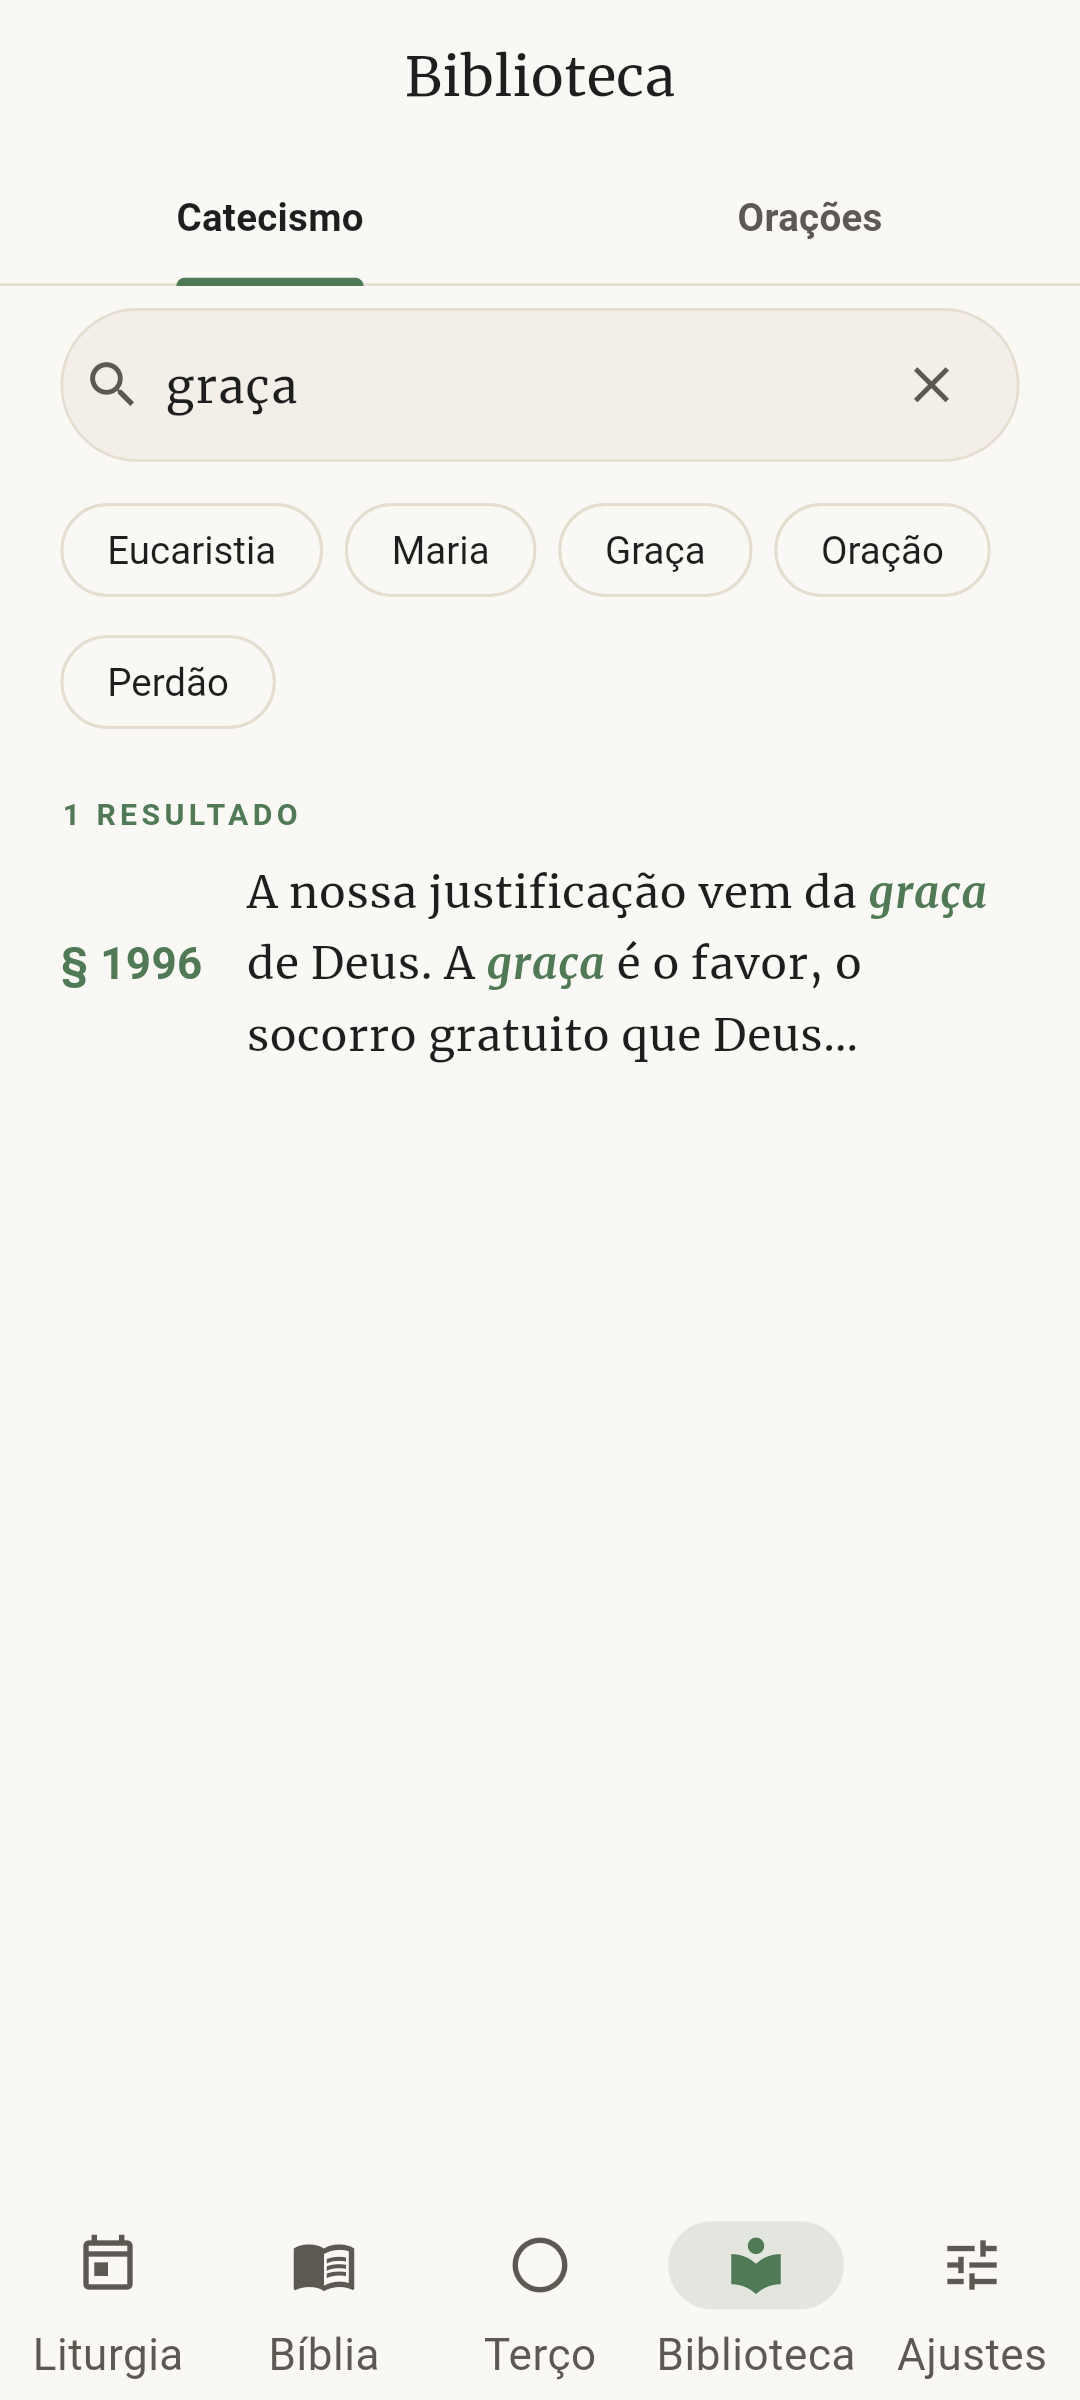 Biblioteca
Catecismo
Orações
graça
Eucaristia
Maria
Graça
Oração
Perdão
1 RESULTADO
§ 1996
A nossa justificação vem da graça
de Deus. A graça é o favor, o
socorro gratuito que Deus...
Liturgia
Bíblia
Terço
Biblioteca
Ajustes